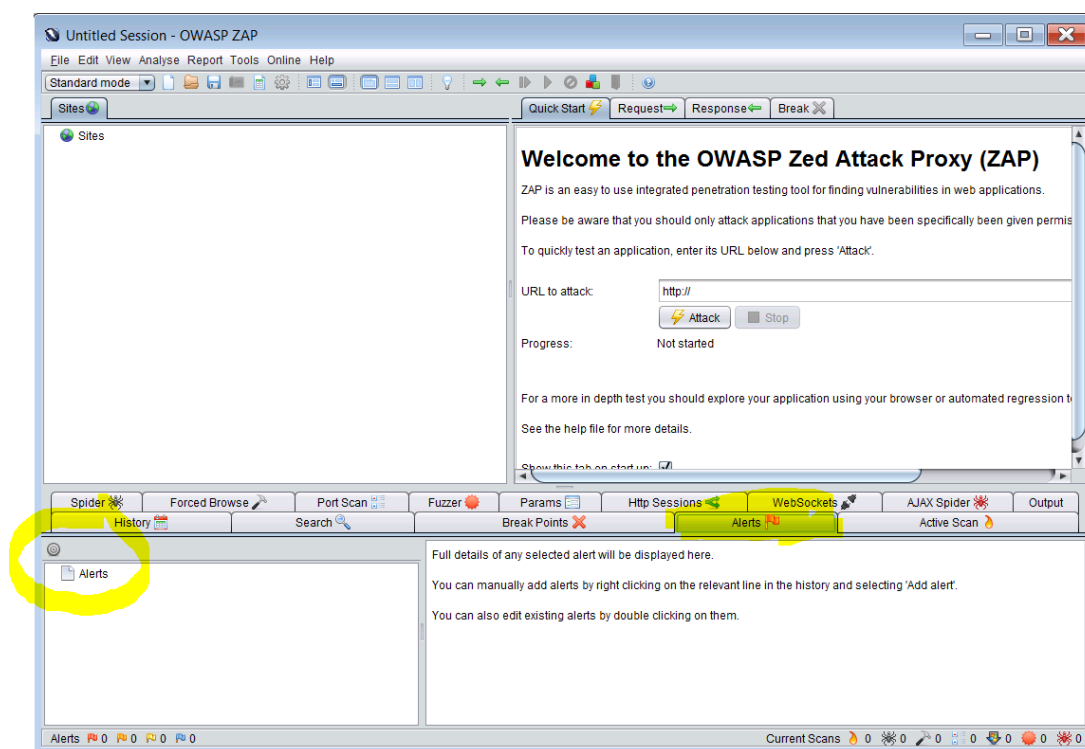 Untitled Session - OWASP ZAP
File Edit View Analyse Report Tools Online Help
Standard mode
Sites
Quick Start Request Response Break
Sites
Welcome to the OWASP Zed Attack Proxy (ZAP)
ZAP is an easy to use integrated penetration testing tool for finding vulnerabilities in web applications.
Please be aware that you should only attack applications that you have been specifically been given permis
To quickly test an application, enter its URL below and press 'Attack'.
URL to attack: http://
Attack Stop
Progress: Not started
For a more in depth test you should explore your application using your browser or automated regression t
See the help file for more details.
Show this tab on start up:
Spider Forced Browse Port Scan Fuzzer Params Http Sessions WebSockets AJAX Spider Output
History Search Break Points Alerts Active Scan
Alerts
Full details of any selected alert will be displayed here.
You can manually add alerts by right clicking on the relevant line in the history and selecting 'Add alert'.
You can also edit existing alerts by double clicking on them.
Alerts 0 0 0 0 Current Scans 0 0 0 0 0 0 0